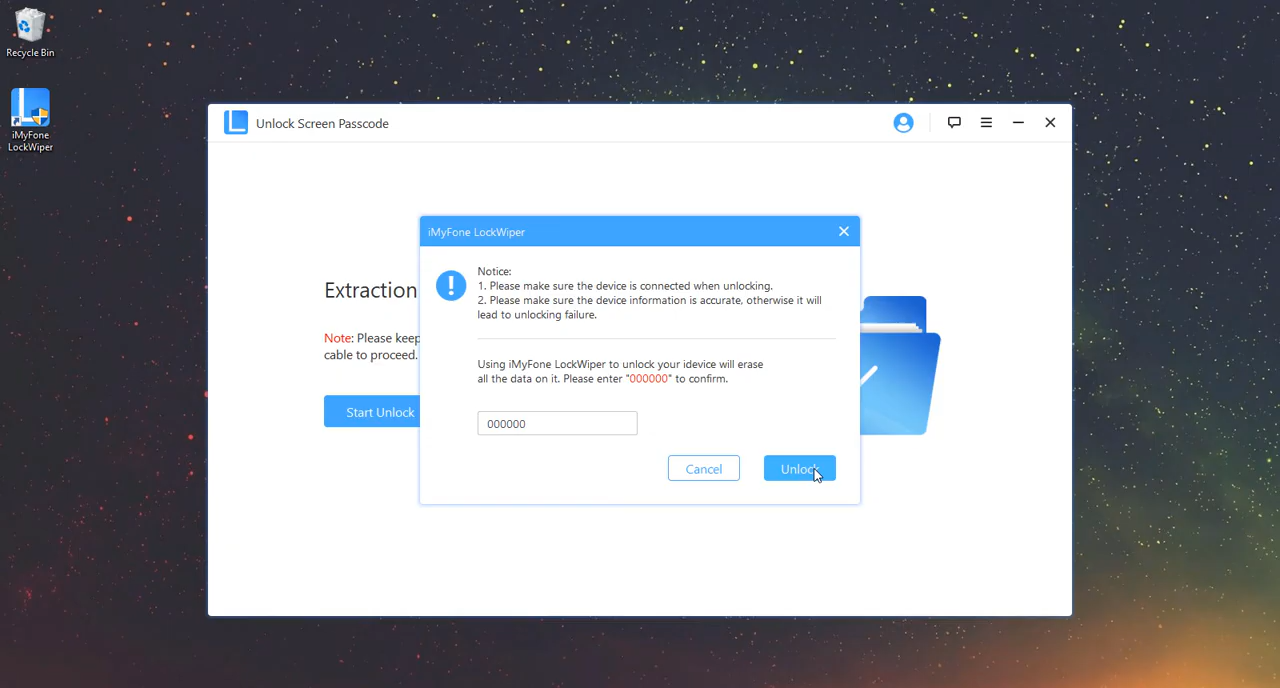 Recycle Bin
iMyFone
LockWiper
Unlock Screen Passcode
iMyFone LockWiper
Notice:
1. Please make sure the device is connected when unlocking.
2. Please make sure the device information is accurate, otherwise it will
lead to unlocking failure.
Extraction
Note: Please keep
cable to proceed.
Using iMyFone LockWiper to unlock your idevice will erase
all the data on it. Please enter "000000" to confirm.
Start Unlock
000000
Cancel
Unlock